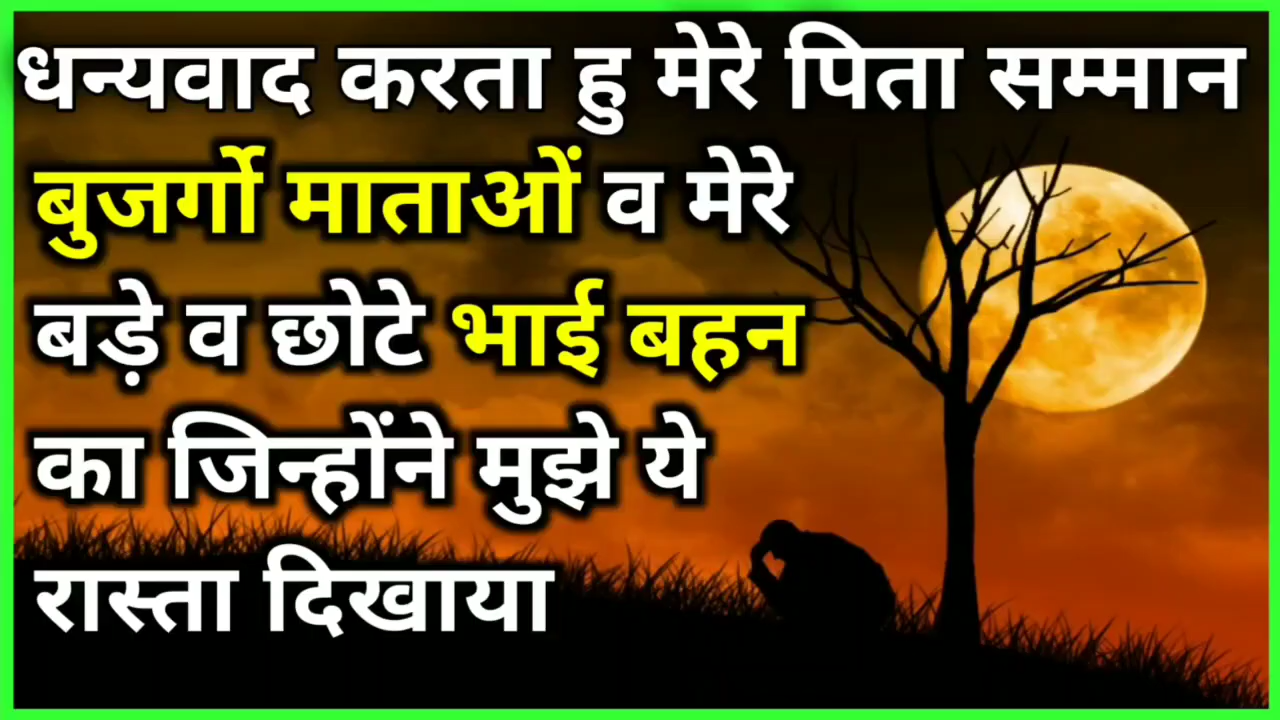 धन्यवाद करता हु मेरे पिता सम्मान
बुजर्गो माताओं व मेरे
बड़े व छोटे भाई बहन
का जिन्होंने मुझे ये
रास्ता दिखाया